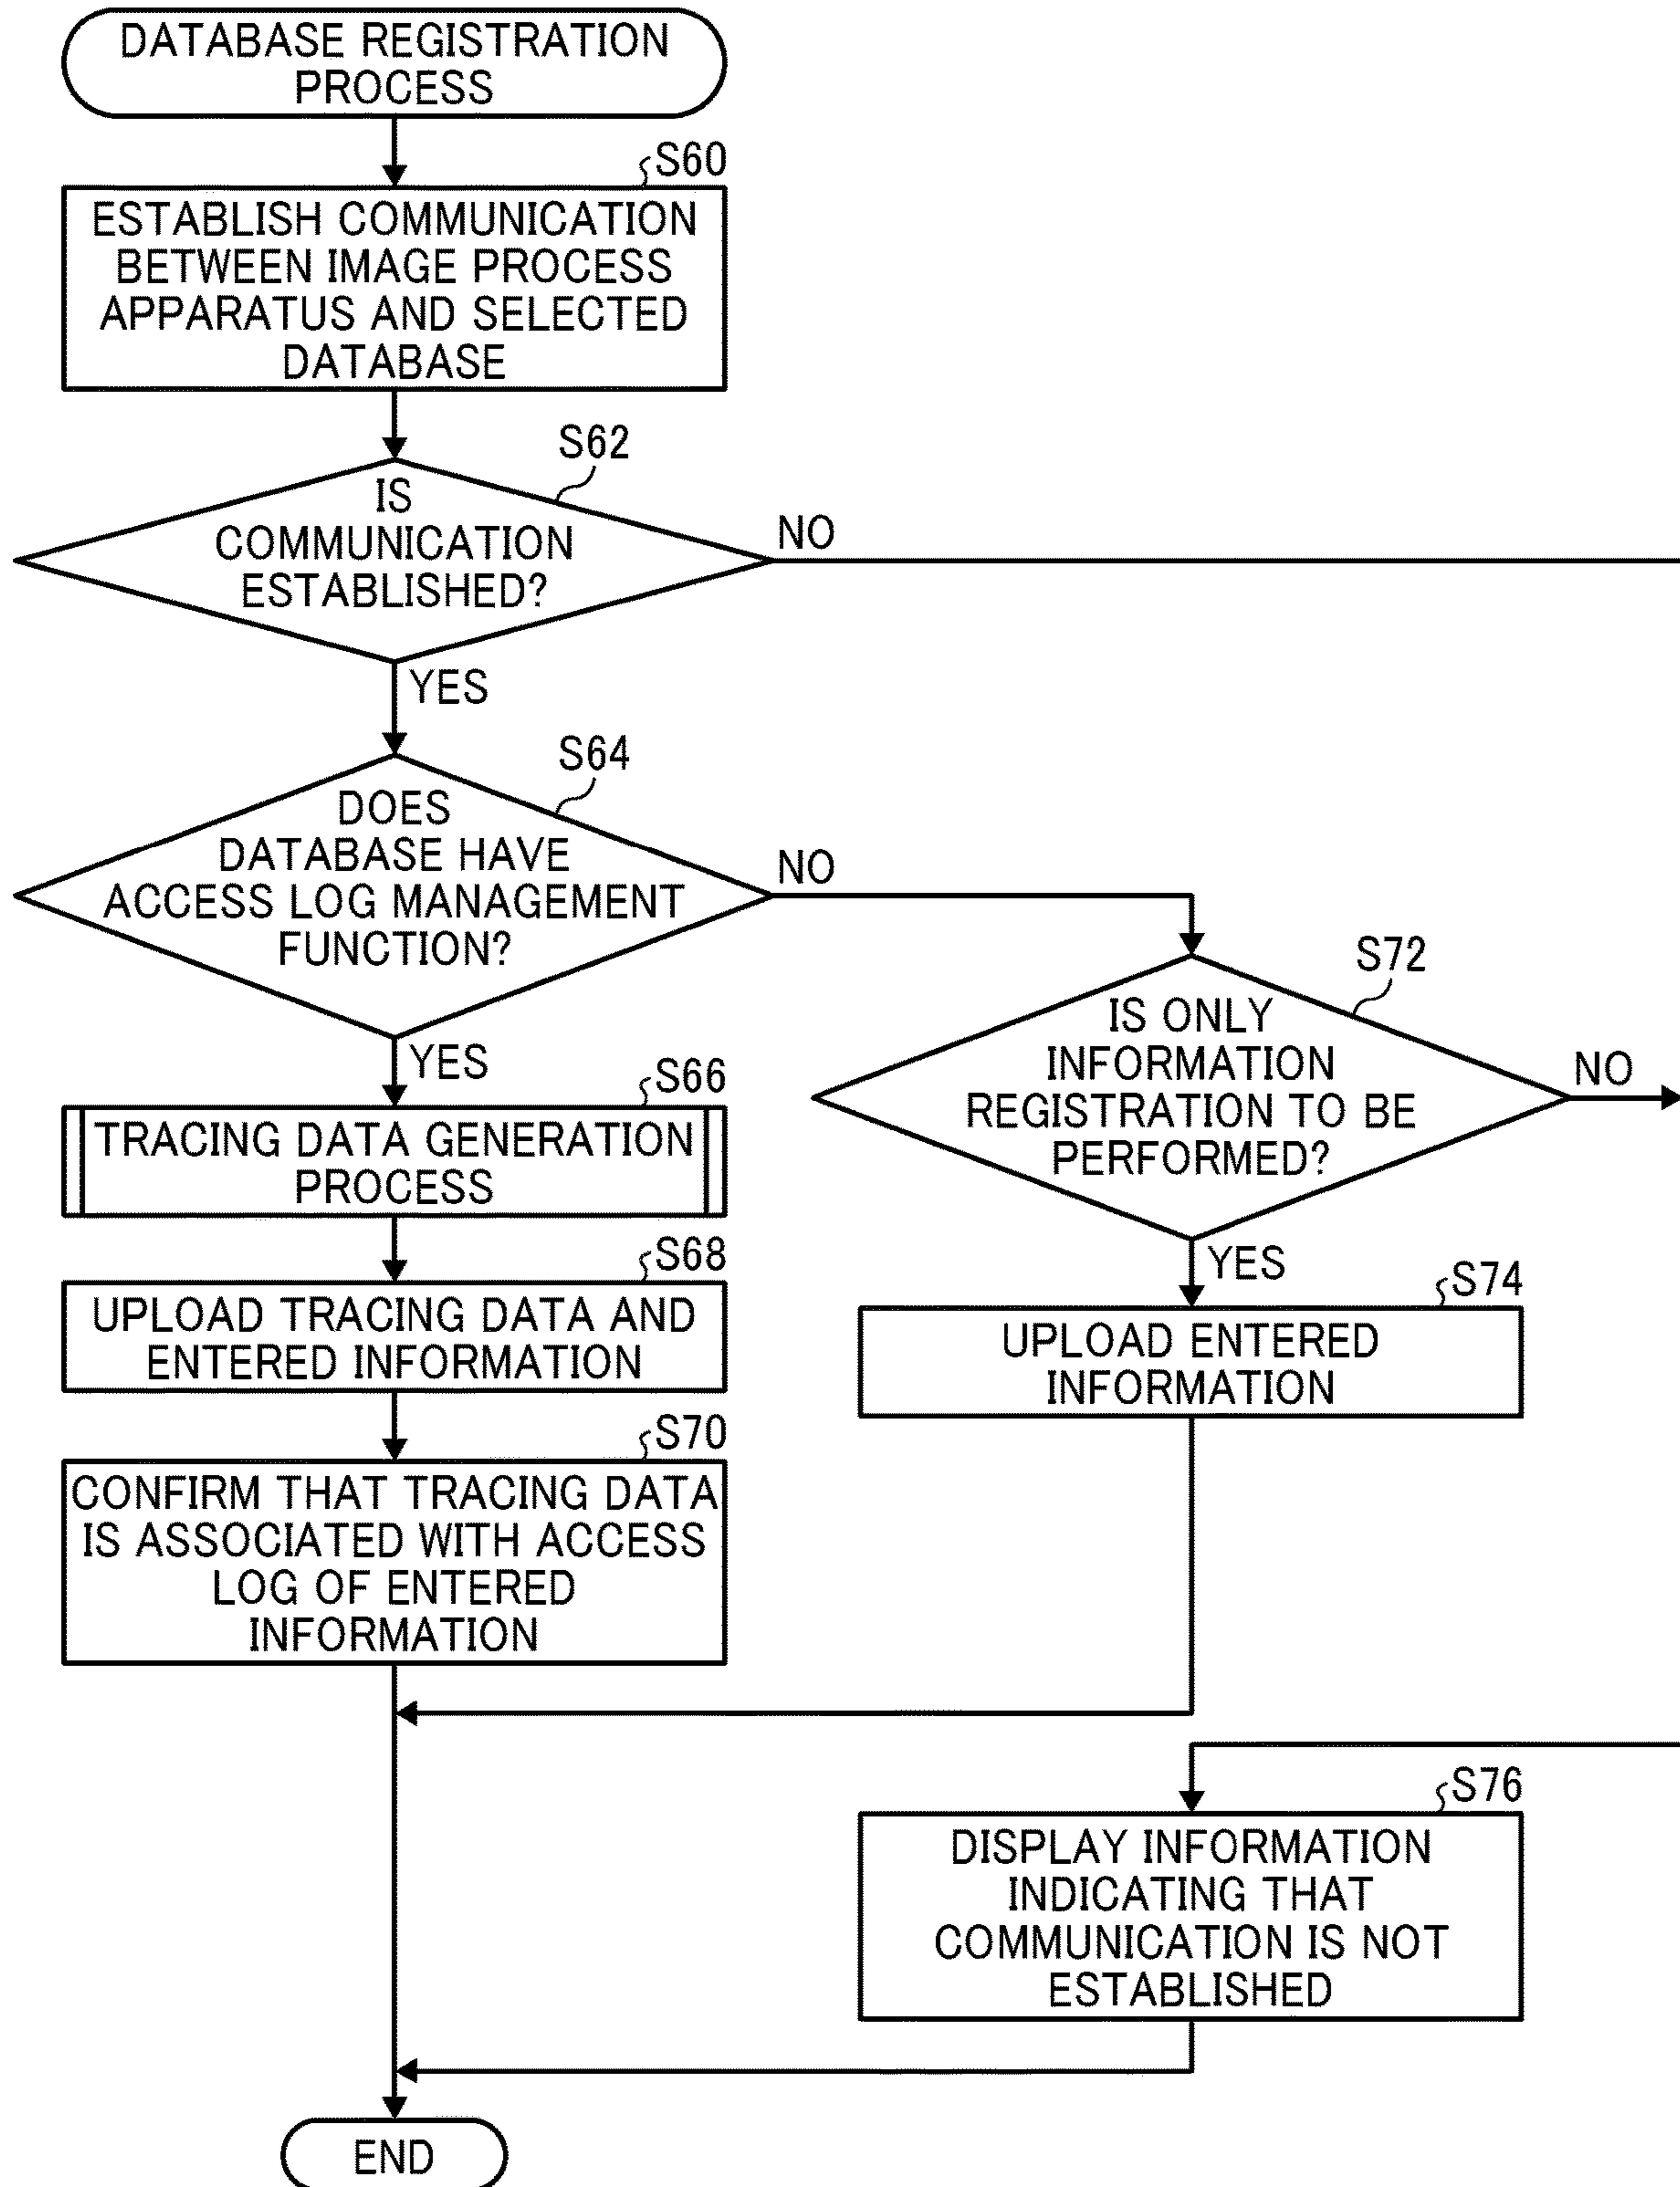 DATABASE REGISTRATION
PROCESS
S60
ESTABLISH COMMUNICATION
BETWEEN IMAGE PROCESS
APPARATUS AND SELECTED
DATABASE
S62
IS
COMMUNICATION
ESTABLISHED?
NO
YES
S64
DOES
DATABASE HAVE
ACCESS LOG MANAGEMENT
FUNCTION?
NO
YES
S72
IS ONLY
INFORMATION
REGISTRATION TO BE
PERFORMED?
NO
YES
S66
TRACING DATA GENERATION
PROCESS
S68
UPLOAD TRACING DATA AND
ENTERED INFORMATION
S74
UPLOAD ENTERED
INFORMATION
S70
CONFIRM THAT TRACING DATA
IS ASSOCIATED WITH ACCESS
LOG OF ENTERED
INFORMATION
S76
DISPLAY INFORMATION
INDICATING THAT
COMMUNICATION IS NOT
ESTABLISHED
END